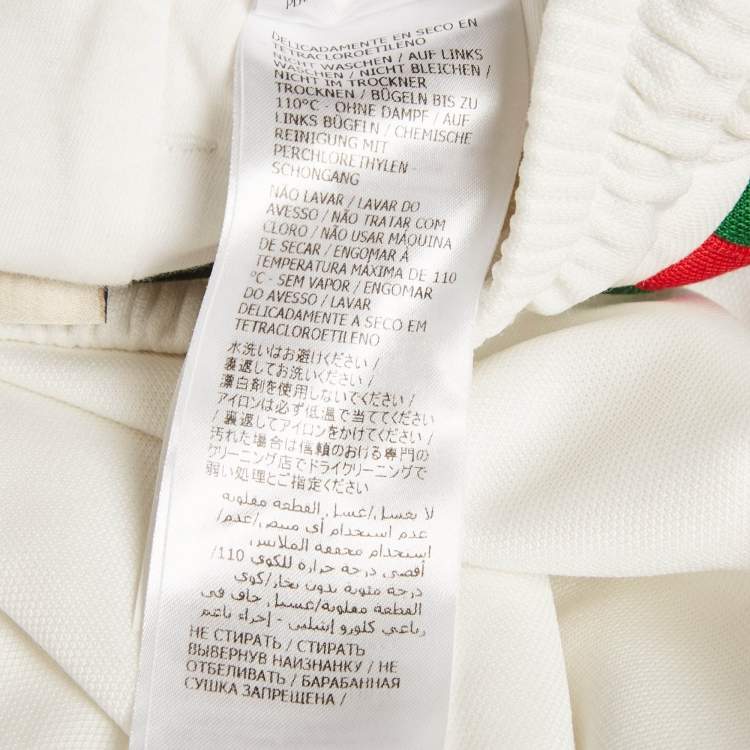 DELICADAMENTE EN SECO EN
TETRACLOROETILENO
NICHT WASCHEN / AUF LINKS
WASCHEN / NICHT BLEICHEN /
NICHT IM TROCKNER
TROCKNEN / BÜGELN BIS ZU
110°C - OHNE DAMPF / AUF
LINKS BÜGELN / CHEMISCHE
REINIGUNG MIT
PERCHLORETHYLEN -
SCHONGANG
NÃO LAVAR / LAVAR DO
AVESSO / NÃO TRATAR COM
CLORO / NÃO USAR MÁQUINA
DE SECAR / ENGOMAR À
TEMPERATURA MÁXIMA DE 110
°C - SEM VAPOR / ENGOMAR
DO AVESSO / LAVAR
DELICADAMENTE A SECO EM
TETRACLOROETILENO
水洗いはお避けください /
裏返してお洗いください /
漂白剤を使用しないでください /
アイロンは必ず低温で当ててください
/ 裏返してアイロンをかけてください /
汚れた場合は信頼のおける専門の
クリーニング店でドライクリーニングで
弱い処理とご指定ください
لا يغسل/غسل القطعة مقلوبة
عدم استخدام أي مبيض/عدم/
استخدام مجففة الملابس
أقصى درجة حرارة للكوي 110/
درجة مئوية بدون بخار/كوي
القطعة مقلوبة/غسيل جاف في
رباعي كلورو إيثيلين - إجراء ناعم
НЕ СТИРАТЬ / СТИРАТЬ
ВЫВЕРНУВ НАИЗНАНКУ / НЕ
ОТБЕЛИВАТЬ / БАРАБАННАЯ
СУШКА ЗАПРЕЩЕНА /